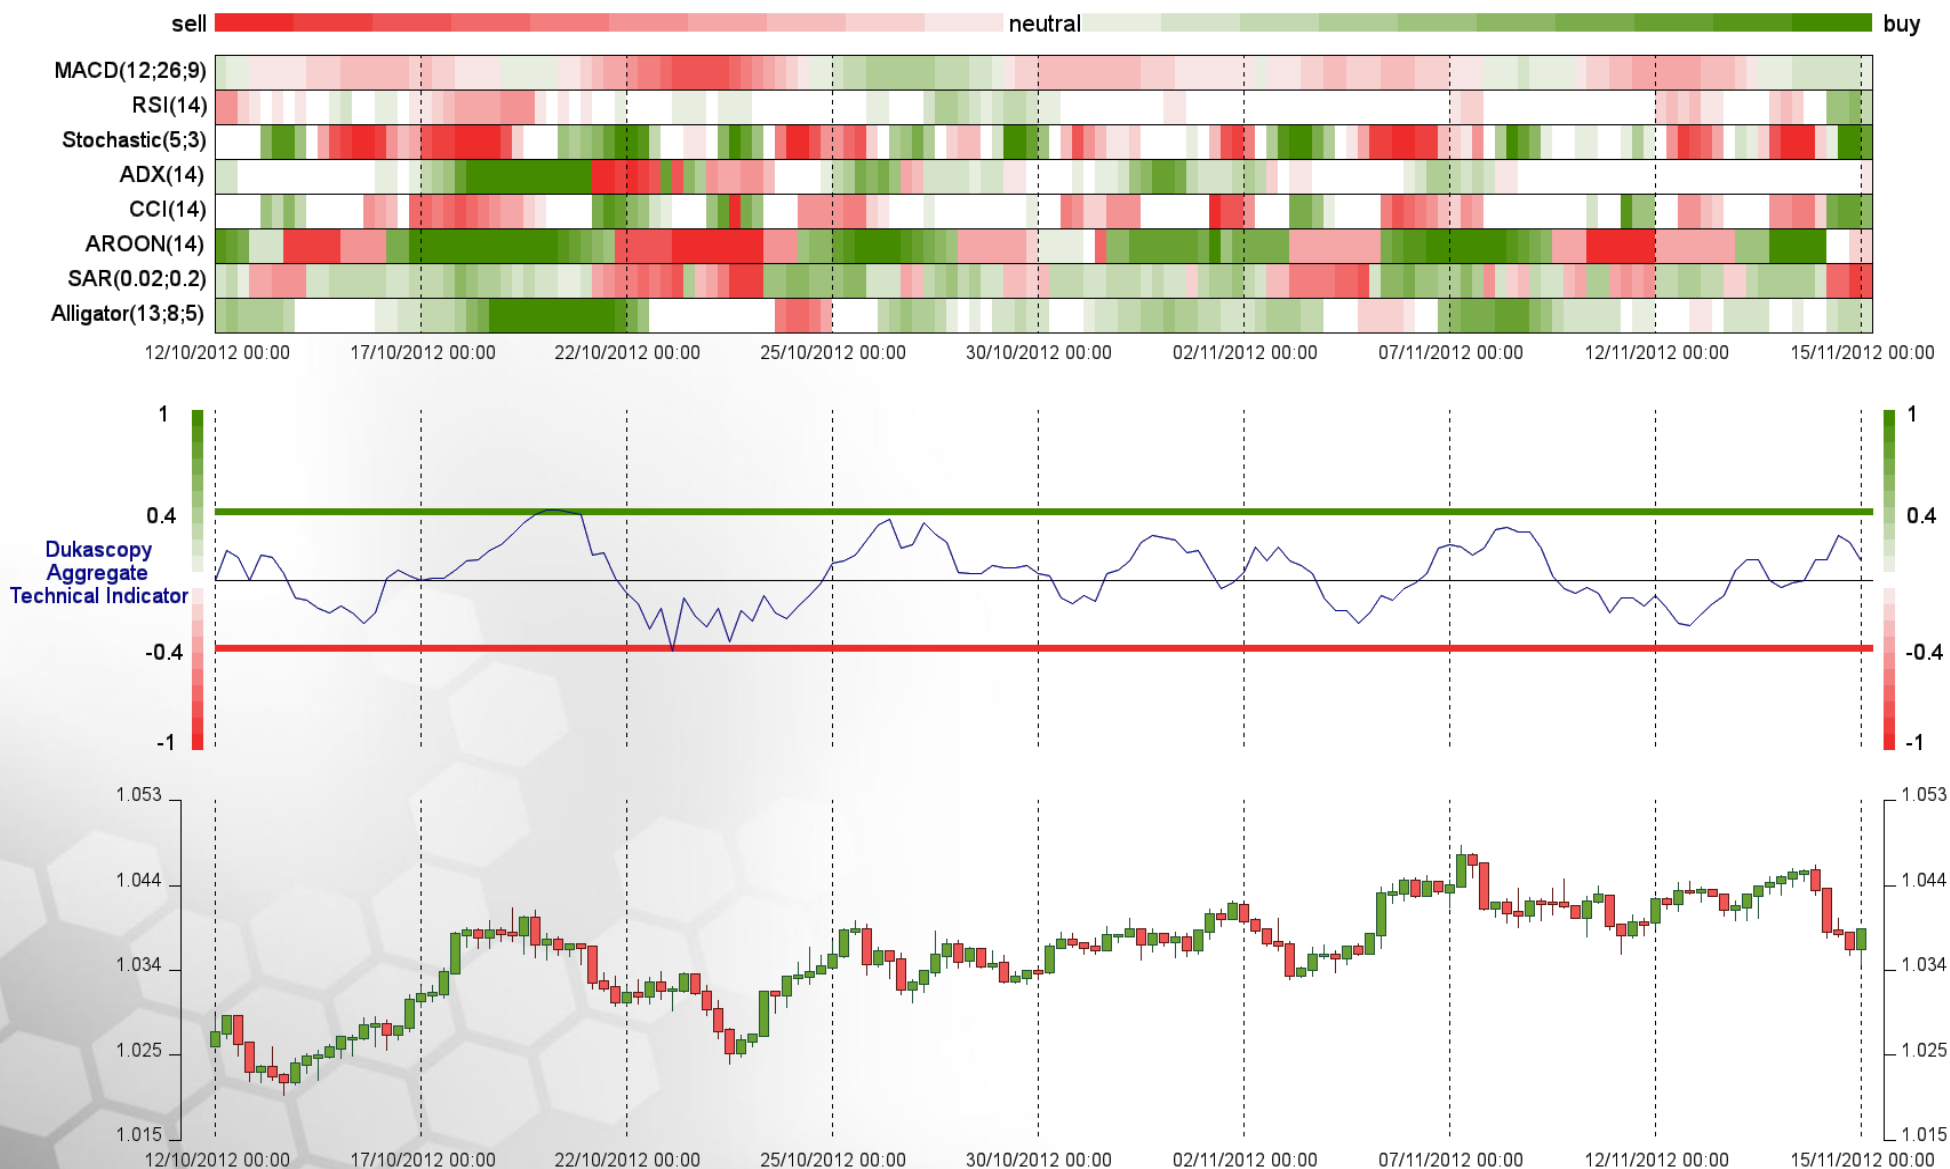 sell neutral buy
MACD(12;26;9)
RSI(14)
Stochastic(5;3)
ADX(14)
CCI(14)
AROON(14)
SAR(0.02;0.2)
Alligator(13;8;5)
12/10/2012 00:00 17/10/2012 00:00 22/10/2012 00:00 25/10/2012 00:00 30/10/2012 00:00 02/11/2012 00:00 07/11/2012 00:00 12/11/2012 00:00 15/11/2012 00:00
1 1
0.4 0.4
Dukascopy
Aggregate
Technical Indicator
-0.4 -0.4
-1 -1
1.053 1.053
1.044 1.044
1.034 1.034
1.025 1.025
1.015 1.015
12/10/2012 00:00 17/10/2012 00:00 22/10/2012 00:00 25/10/2012 00:00 30/10/2012 00:00 02/11/2012 00:00 07/11/2012 00:00 12/11/2012 00:00 15/11/2012 00:00